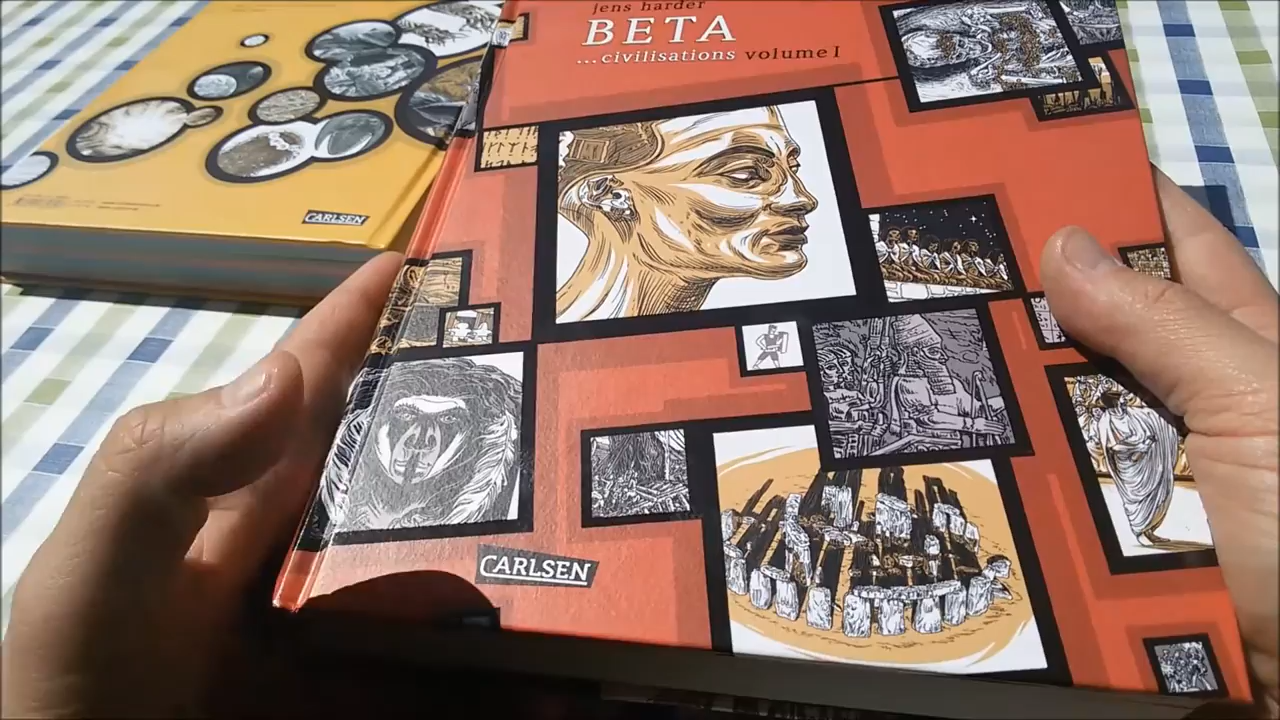 jens harder
BETA
...civilisations volume I
CARLSEN
CARLSEN